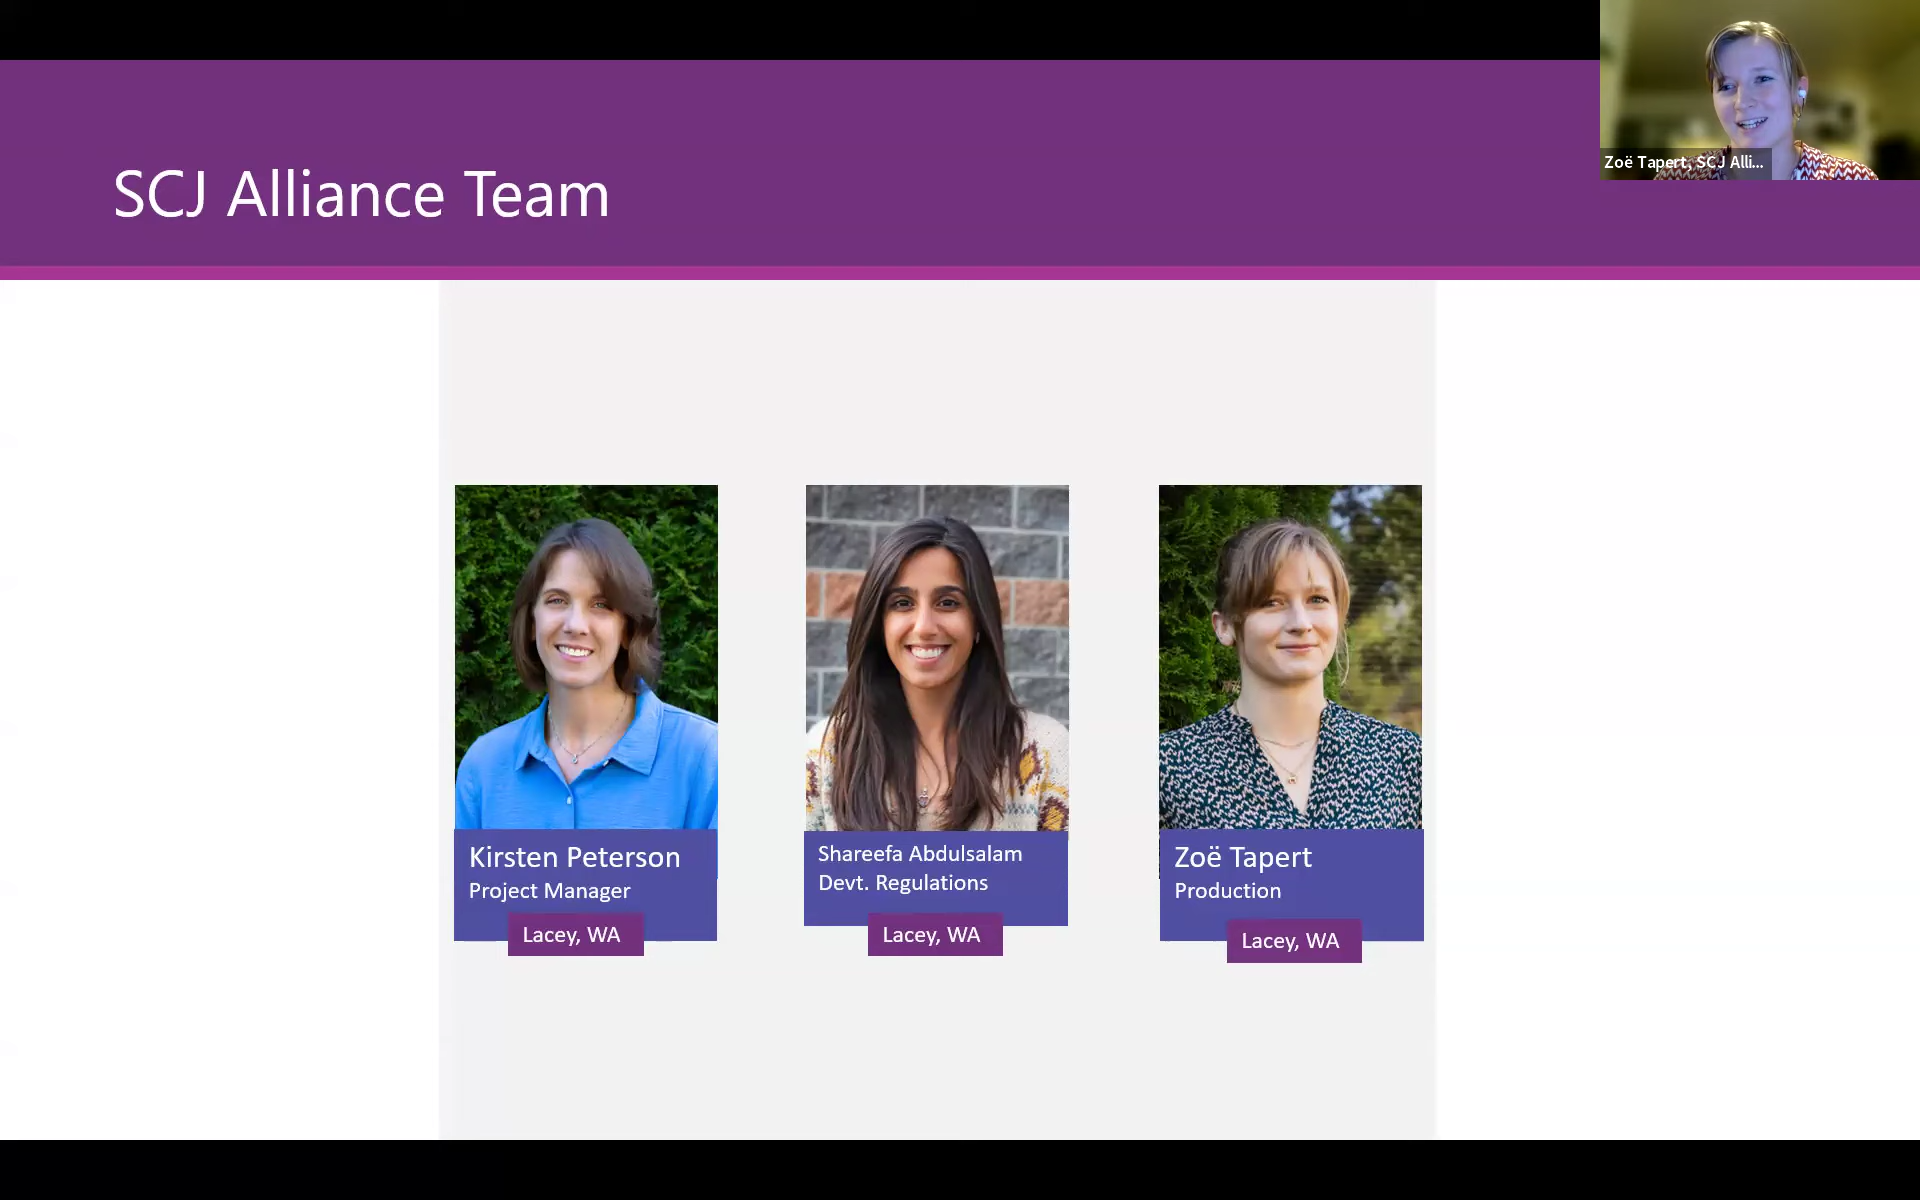 Zoë Tapert, SCJ Alli...
SCJ Alliance Team
Kirsten Peterson
Project Manager
Lacey, WA
Shareefa Abdulsalam
Devt. Regulations
Lacey, WA
Zoë Tapert
Production
Lacey, WA